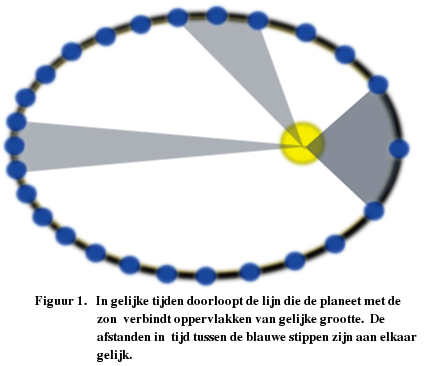 Figuur 1. In gelijke tijden doorloopt de lijn die de planeet met de
zon verbindt oppervlakken van gelijke grootte. De
afstanden in tijd tussen de blauwe stippen zijn aan elkaar
gelijk.